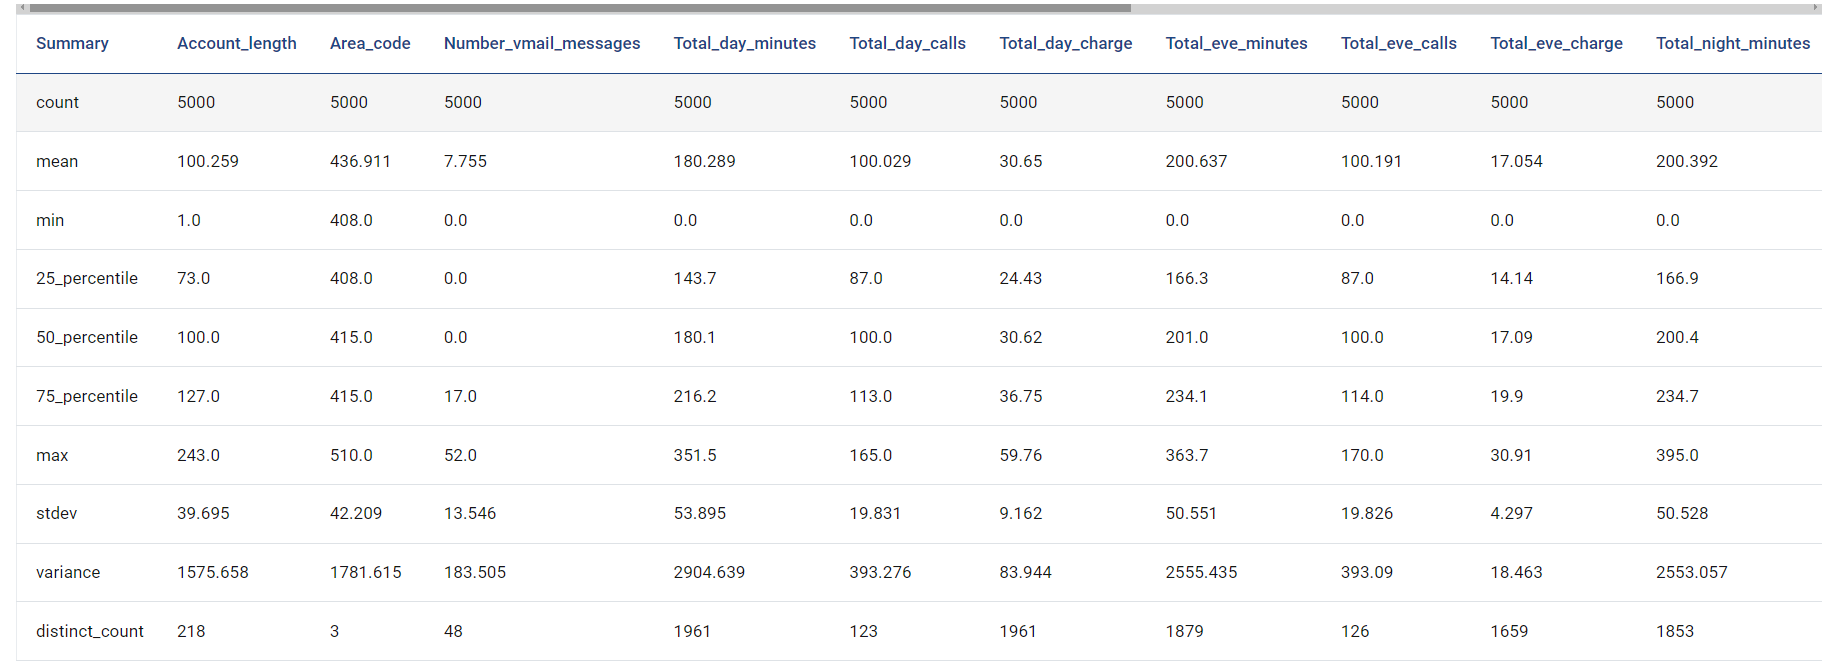 Summary Account_length Area_code Number_vmail_messages Total_day_minutes Total_day_calls Total_day_charge Total_eve_minutes Total_eve_calls Total_eve_charge Total_night_minutes
count 5000 5000 5000 5000 5000 5000 5000 5000 5000 5000
mean 100.259 436.911 7.755 180.289 100.029 30.65 200.637 100.191 17.054 200.392
min 1.0 408.0 0.0 0.0 0.0 0.0 0.0 0.0 0.0 0.0
25_percentile 73.0 408.0 0.0 143.7 87.0 24.43 166.3 87.0 14.14 166.9
50_percentile 100.0 415.0 0.0 180.1 100.0 30.62 201.0 100.0 17.09 200.4
75_percentile 127.0 415.0 17.0 216.2 113.0 36.75 234.1 114.0 19.9 234.7
max 243.0 510.0 52.0 351.5 165.0 59.76 363.7 170.0 30.91 395.0
stdev 39.695 42.209 13.546 53.895 19.831 9.162 50.551 19.826 4.297 50.528
variance 1575.658 1781.615 183.505 2904.639 393.276 83.944 2555.435 393.09 18.463 2553.057
distinct_count 218 3 48 1961 123 1961 1879 126 1659 1853